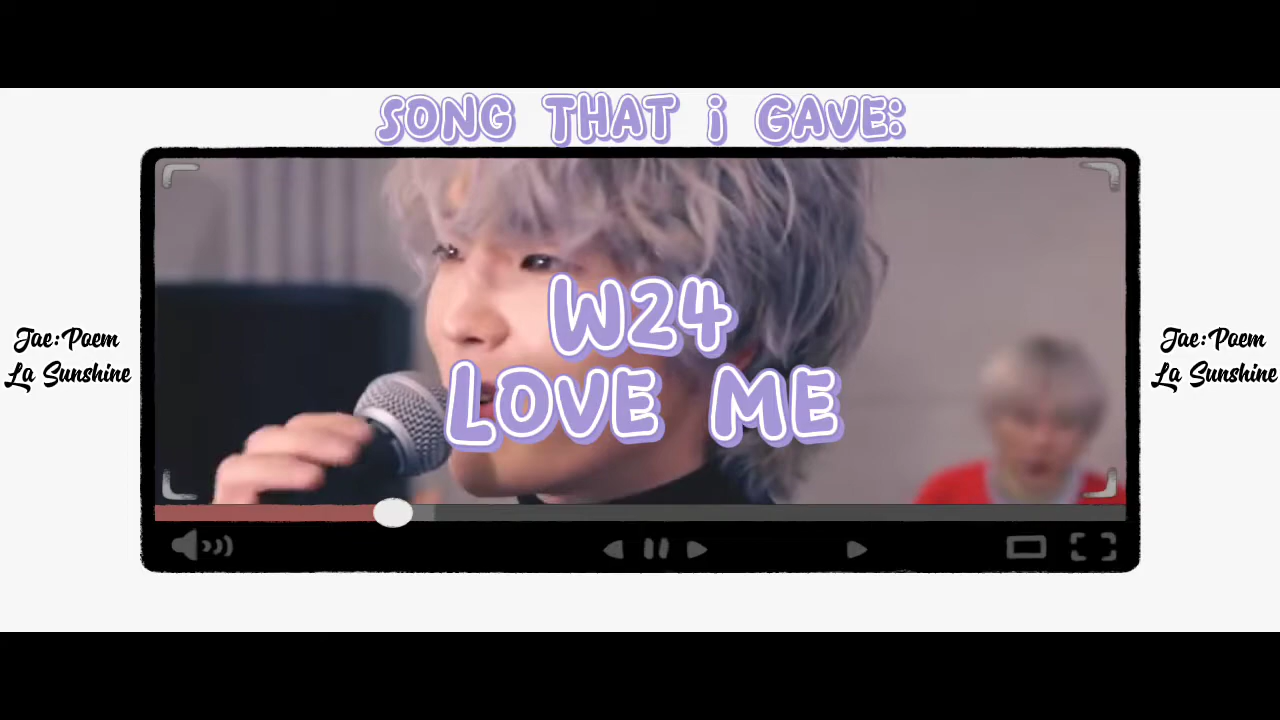 SONG THAT i GAVE:
W24
LOVE ME
Jae:Poem
La Sunshine
Jae:Poem
La Sunshine